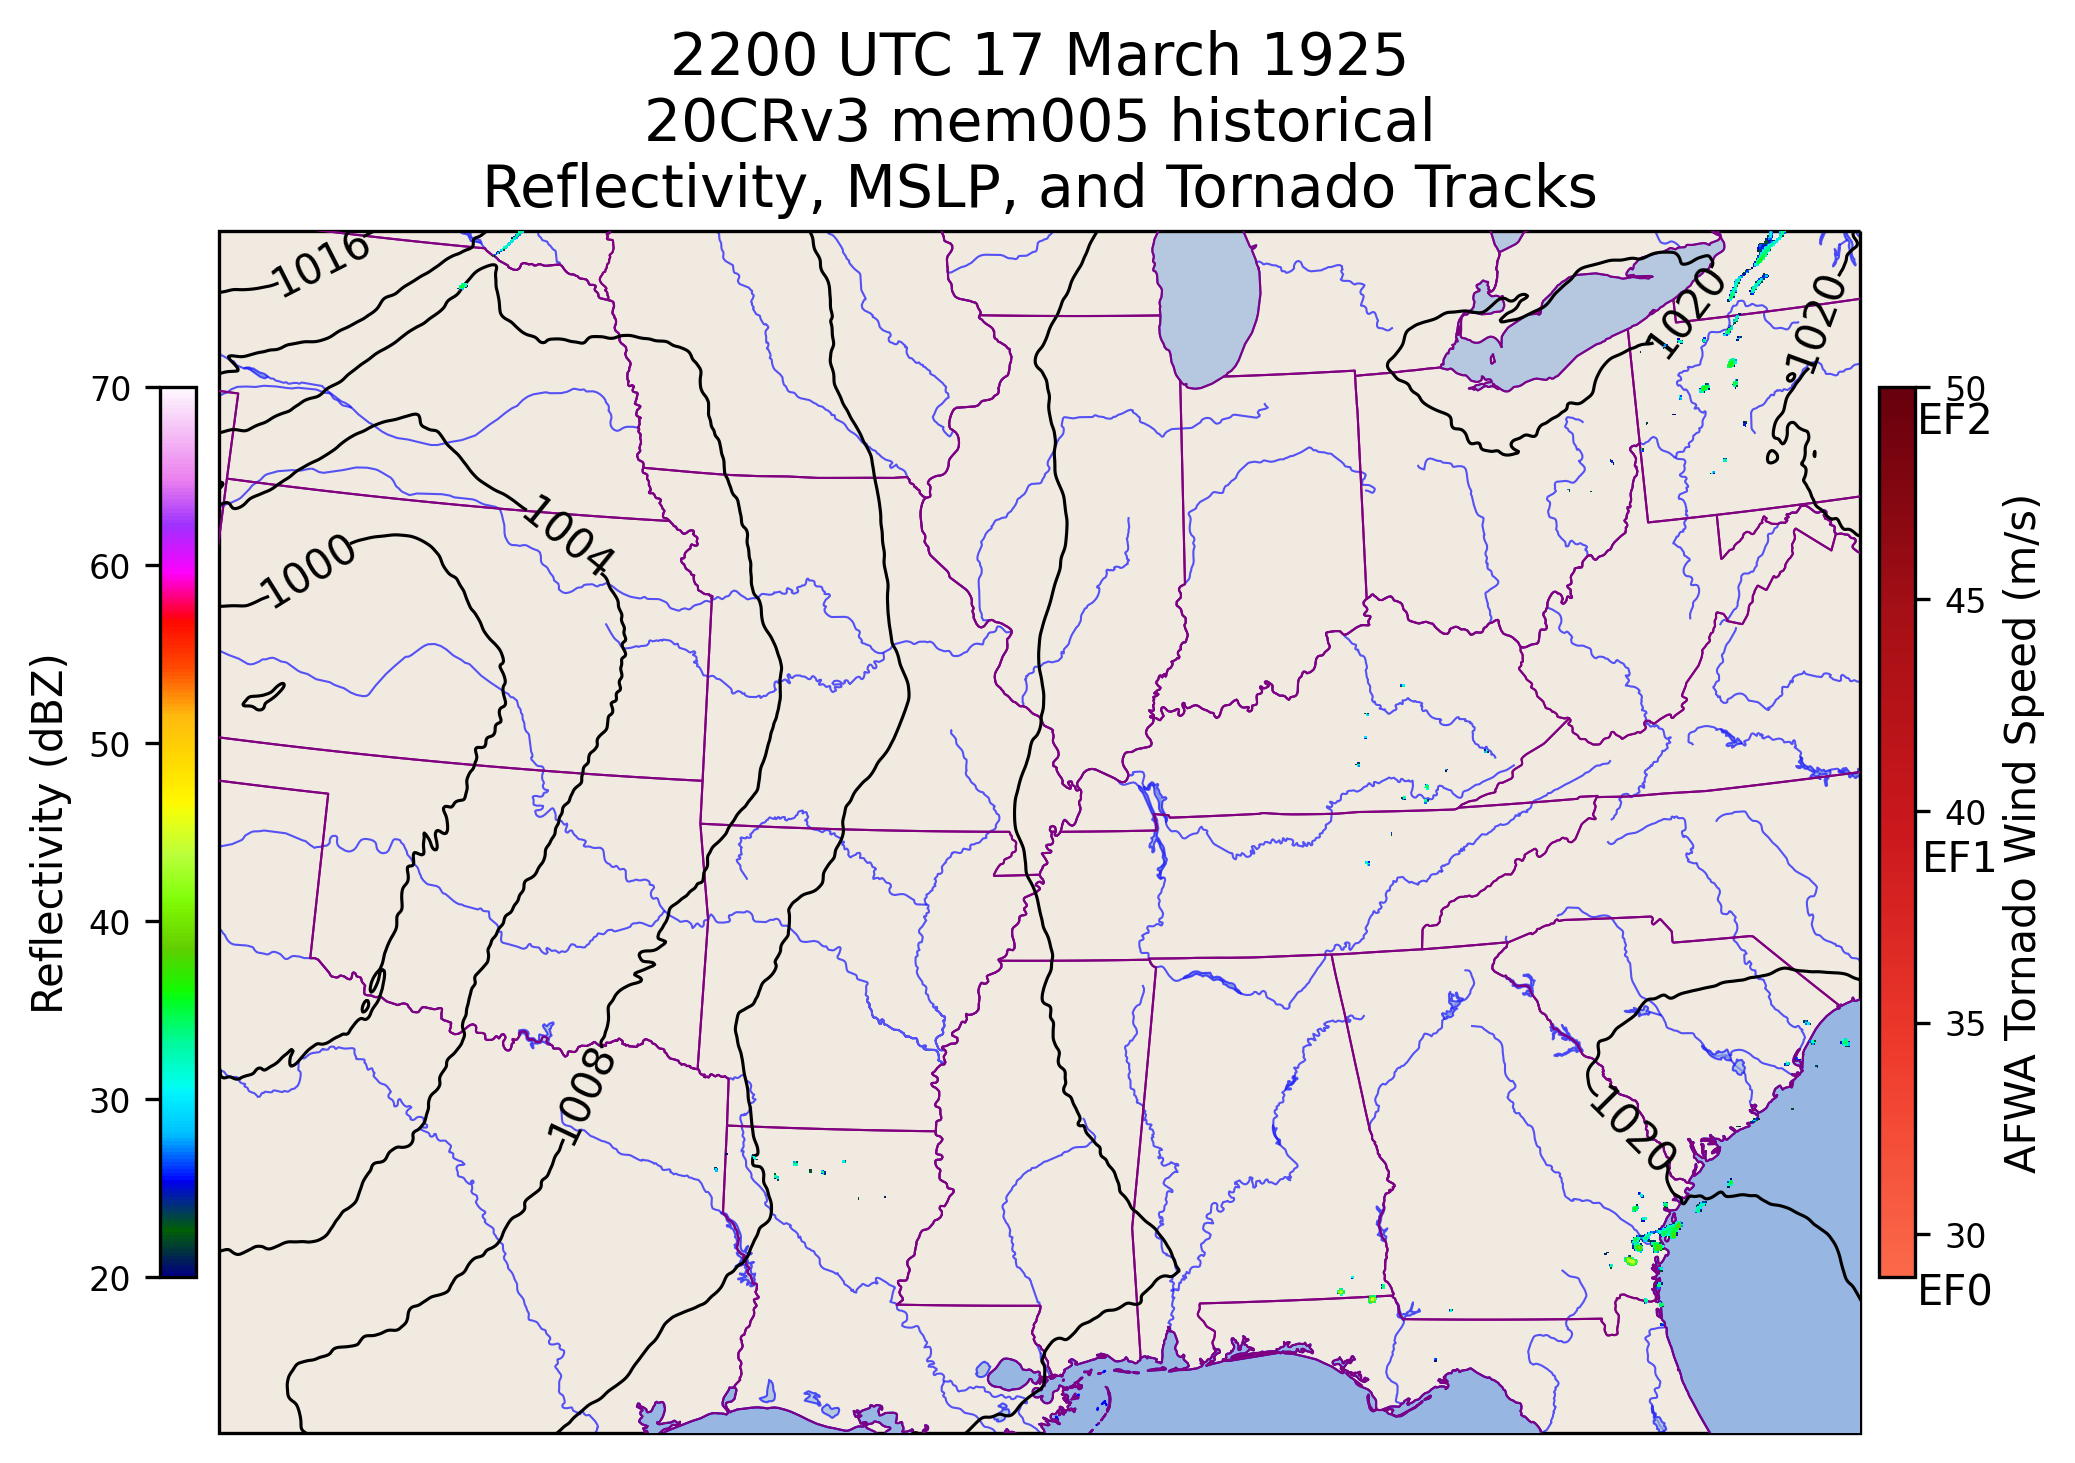 2200 UTC 17 March 1925
20CRv3 mem005 historical
Reflectivity, MSLP, and Tornado Tracks
1016
1020
1020
1004
1000
1008
1020
70
60
50
40
30
20
Reflectivity (dBZ)
50
EF2
45
40
EF1
35
30
EF0
AFWA Tornado Wind Speed (m/s)